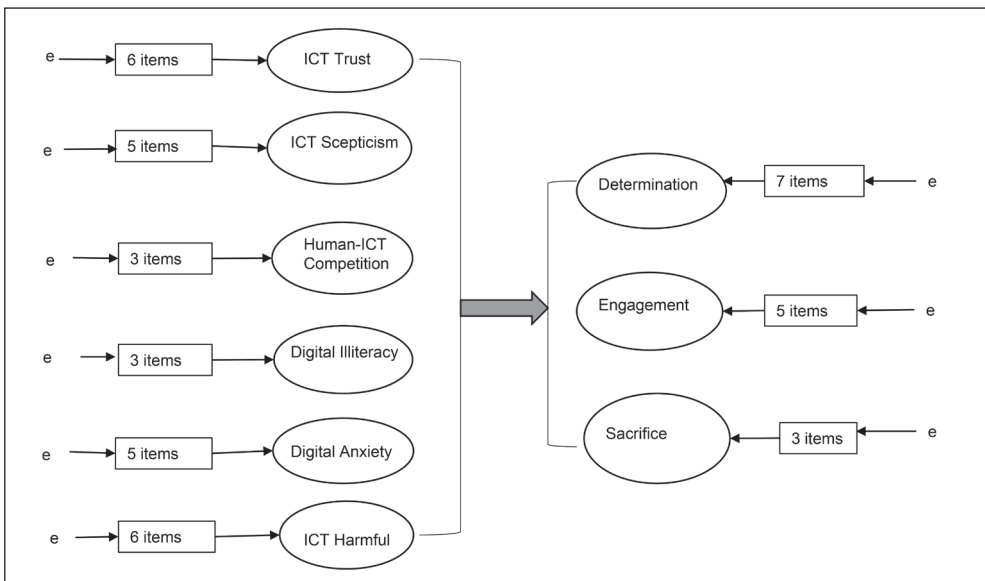 e
6 items
ICT Trust
e
5 items
ICT Scepticism
e
3 items
Human-ICT
Competition
e
3 items
Digital Illiteracy
e
5 items
Digital Anxiety
e
6 items
ICT Harmful
Determination
7 items
e
Engagement
5 items
e
Sacrifice
3 items
e